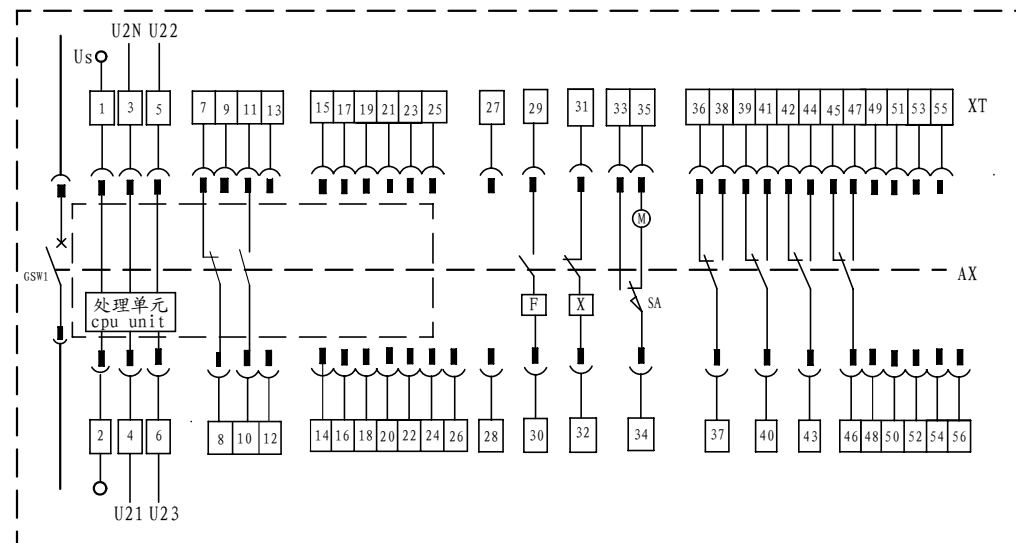 U2N U22
Us
1 3 5 7 9 11 13 15 17 19 21 23 25 27 29 31 33 35 36 38 39 41 42 44 45 47 49 51 53 55 XT
M
GSW1 AX
处理单元 F X SA
cpu unit
2 4 6 8 10 12 14 16 18 20 22 24 26 28 30 32 34 37 40 43 46 48 50 52 54 56
U21 U23